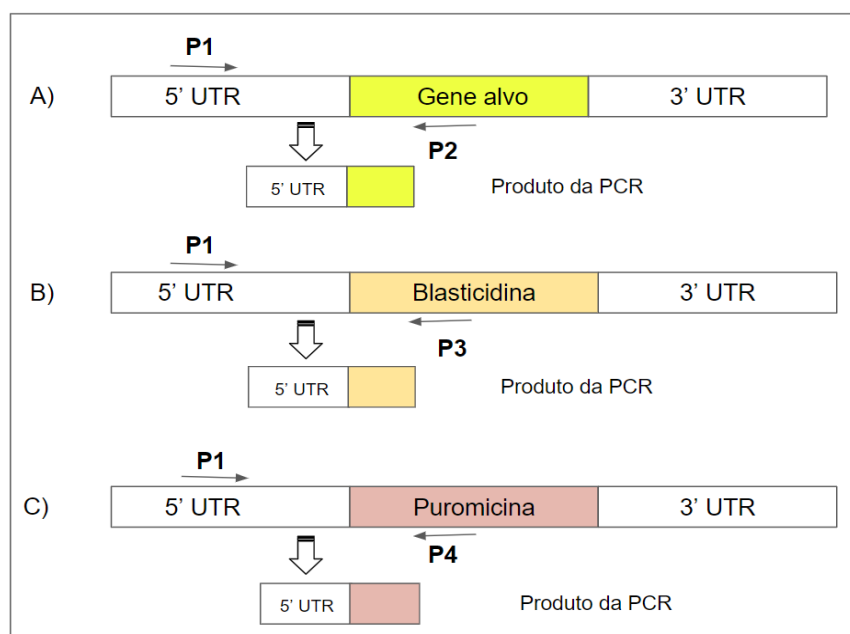 P1
A) 5' UTR Gene alvo 3' UTR
P2
5' UTR Produto da PCR
P1
B) 5' UTR Blasticidina 3' UTR
P3
5' UTR Produto da PCR
P1
C) 5' UTR Puromicina 3' UTR
P4
5' UTR Produto da PCR